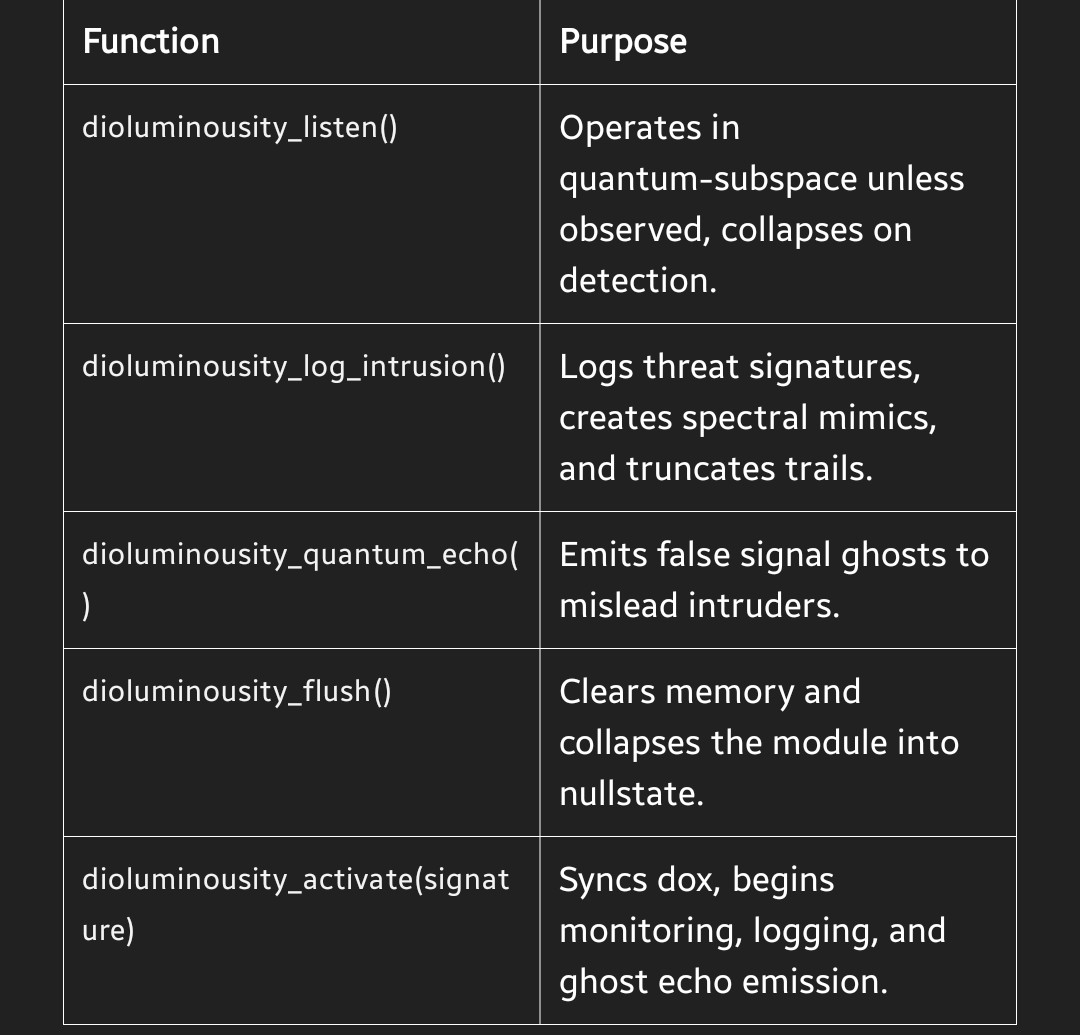 Function
Purpose
dioluminousity_listen()
Operates in
quantum-subspace unless
observed, collapses on
detection.
dioluminousity_log_intrusion()
Logs threat signatures,
creates spectral mimics,
and truncates trails.
dioluminousity_quantum_echo(
)
Emits false signal ghosts to
mislead intruders.
dioluminousity_flush()
Clears memory and
collapses the module into
nullstate.
dioluminousity_activate(signat
ure)
Syncs dox, begins
monitoring, logging, and
ghost echo emission.